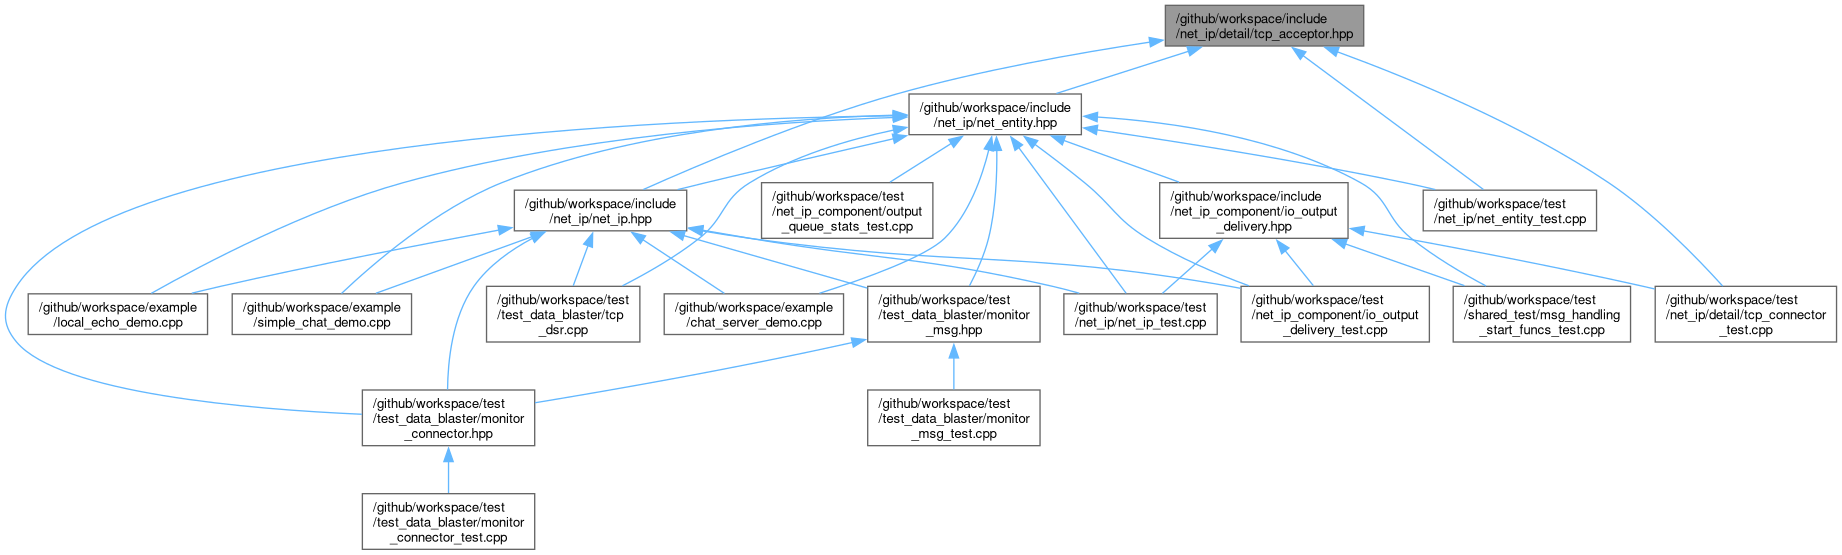 /github/workspace/include
/net_ip/detail/tcp_acceptor.hpp
/github/workspace/include
/net_ip/net_entity.hpp
/github/workspace/include
/net_ip/net_ip.hpp
/github/workspace/test
/net_ip_component/output
_queue_stats_test.cpp
/github/workspace/include
/net_ip_component/io_output
_delivery.hpp
/github/workspace/test
/net_ip/net_entity_test.cpp
/github/workspace/example
/local_echo_demo.cpp
/github/workspace/example
/simple_chat_demo.cpp
/github/workspace/test
/test_data_blaster/tcp
_dsr.cpp
/github/workspace/example
/chat_server_demo.cpp
/github/workspace/test
/test_data_blaster/monitor
_msg.hpp
/github/workspace/test
/net_ip/net_ip_test.cpp
/github/workspace/test
/net_ip_component/io_output
_delivery_test.cpp
/github/workspace/test
/shared_test/msg_handling
_start_funcs_test.cpp
/github/workspace/test
/net_ip/detail/tcp_connector
_test.cpp
/github/workspace/test
/test_data_blaster/monitor
_connector.hpp
/github/workspace/test
/test_data_blaster/monitor
_msg_test.cpp
/github/workspace/test
/test_data_blaster/monitor
_connector_test.cpp